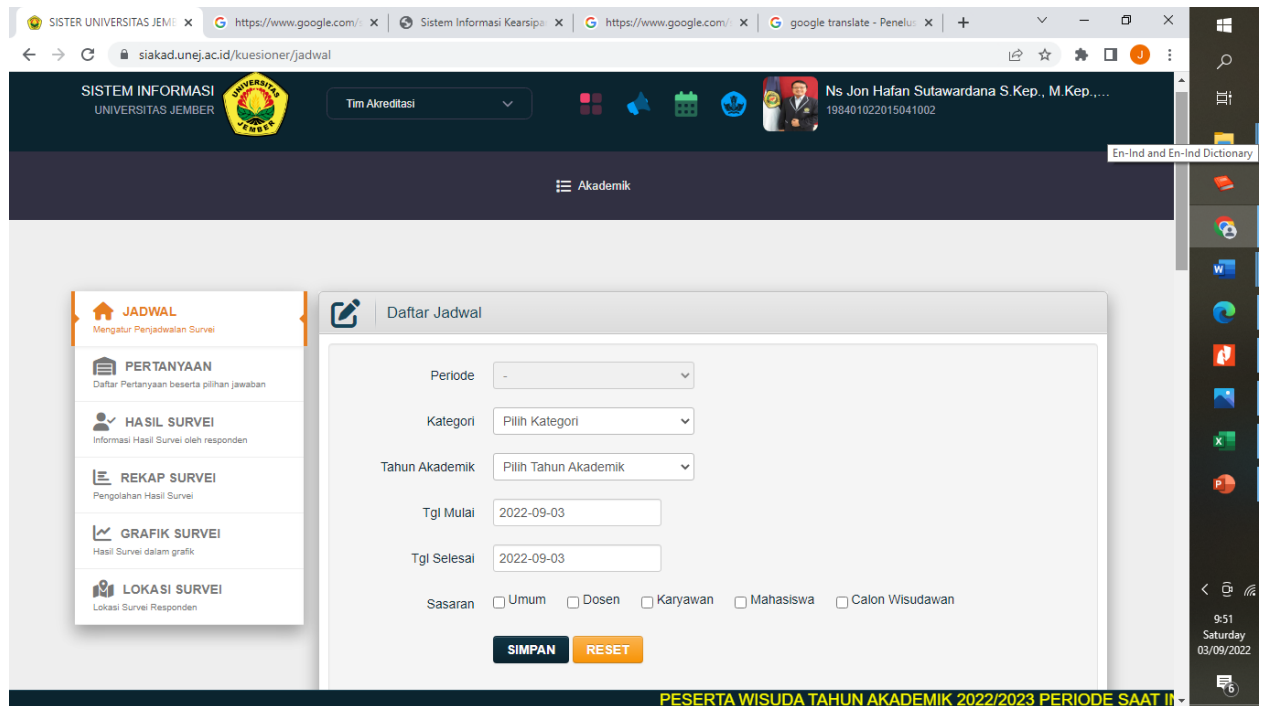 SISTER UNIVERSITAS JEME
https://www.google.com/s
Sistem Informasi Kearsipa
https://www.google.com/
google translate - Penelus
siakad.unej.ac.id/kuesioner/jadwal
J
SISTEM INFORMASI
UNIVERSITAS JEMBER
UNIVERSITAS
JEMBER
Tim Akreditasi
Ns Jon Hafan Sutawardana S.Kep., M.Kep.,...
198401022015041002
En-Ind and En-Ind Dictionary
Akademik
JADWAL
Mengatur Penjadwalan Survei
PERTANYAAN
Daftar Pertanyaan beserta pilihan jawaban
HASIL SURVEI
Informasi Hasil Survei oleh responden
REKAP SURVEI
Pengolahan Hasil Survei
GRAFIK SURVEI
Hasil Survei dalam grafik
LOKASI SURVEI
Lokasi Survei Responden
Daftar Jadwal
Periode -
Kategori Pilih Kategori
Tahun Akademik Pilih Tahun Akademik
Tgl Mulai 2022-09-03
Tgl Selesai 2022-09-03
Sasaran Umum Dosen Karyawan Mahasiswa Calon Wisudawan
SIMPAN RESET
PESERTA WISUDA TAHUN AKADEMIK 2022/2023 PERIODE SAAT
W
X
P
9:51
Saturday
03/09/2022
6